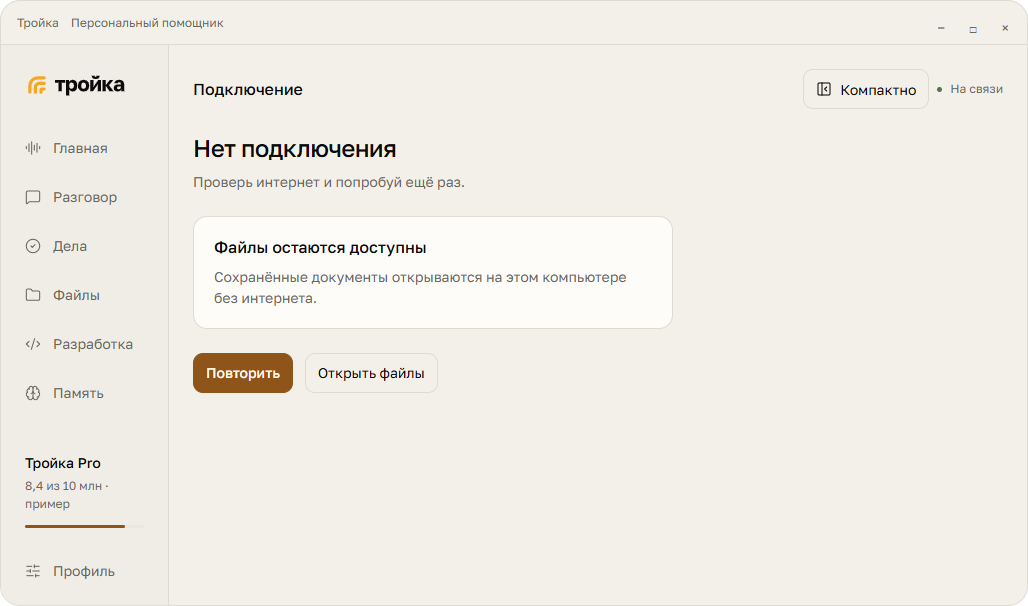 Тройка Персональный помощник
тройка
Главная
Разговор
Дела
Файлы
Разработка
Память
Тройка Pro
8,4 из 10 млн ·
пример
Профиль
Подключение
Компактно
На связи
Нет подключения
Проверь интернет и попробуй ещё раз.
Файлы остаются доступны
Сохранённые документы открываются на этом компьютере
без интернета.
Повторить
Открыть файлы